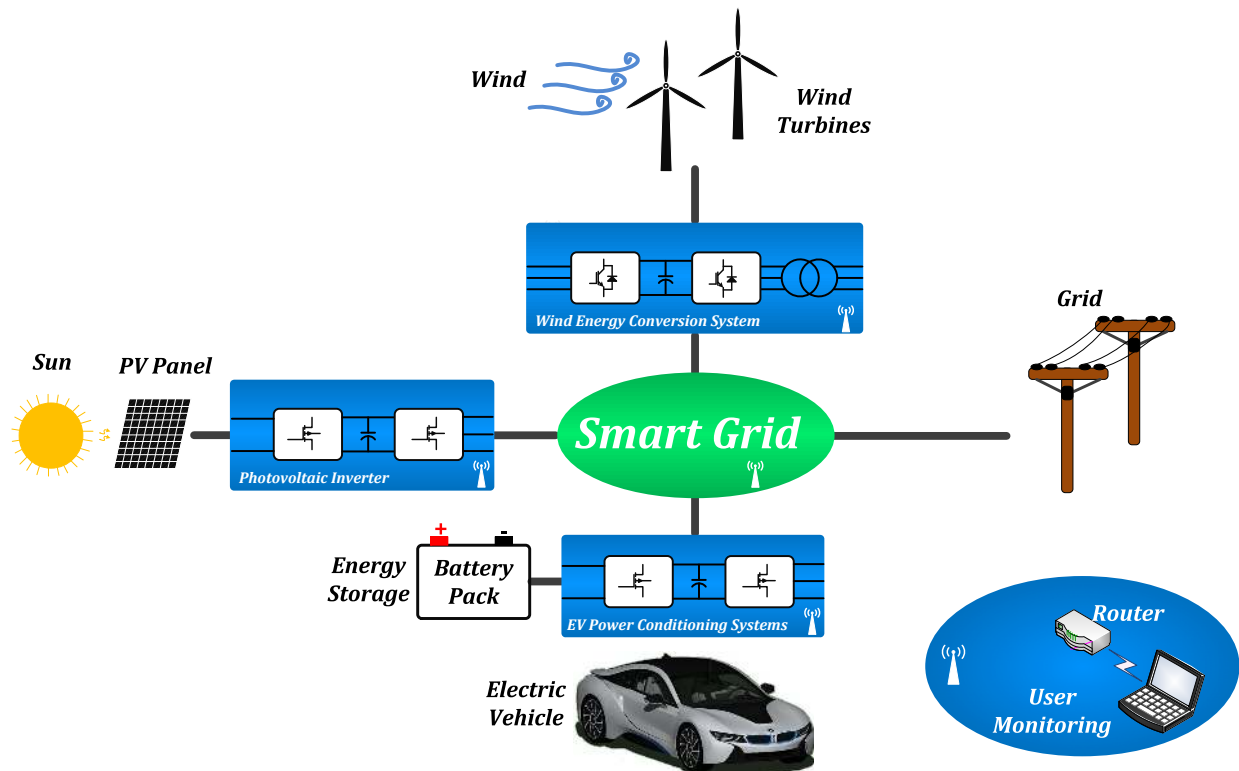 Wind
Wind
Turbines
Wind Energy Conversion System
Grid
Sun
PV Panel
Smart Grid
Photovoltaic Inverter
+
-
Energy
Storage
Battery
Pack
EV Power Conditioning Systems
Router
User
Monitoring
Electric
Vehicle